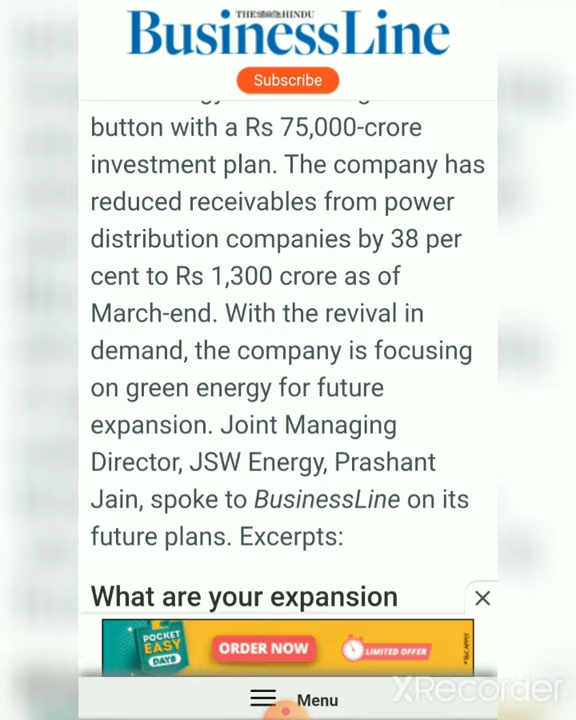 THE HINDU
BusinessLine
Subscribe
button with a Rs 75,000-crore
investment plan. The company has
reduced receivables from power
distribution companies by 38 per
cent to Rs 1,300 crore as of
March-end. With the revival in
demand, the company is focusing
on green energy for future
expansion. Joint Managing
Director, JSW Energy, Prashant
Jain, spoke to BusinessLine on its
future plans. Excerpts:
What are your expansion
POCKET
EASY
DAYS
ORDER NOW
LIMITED OFFER
*T&C APPLY
Menu
XRecorder